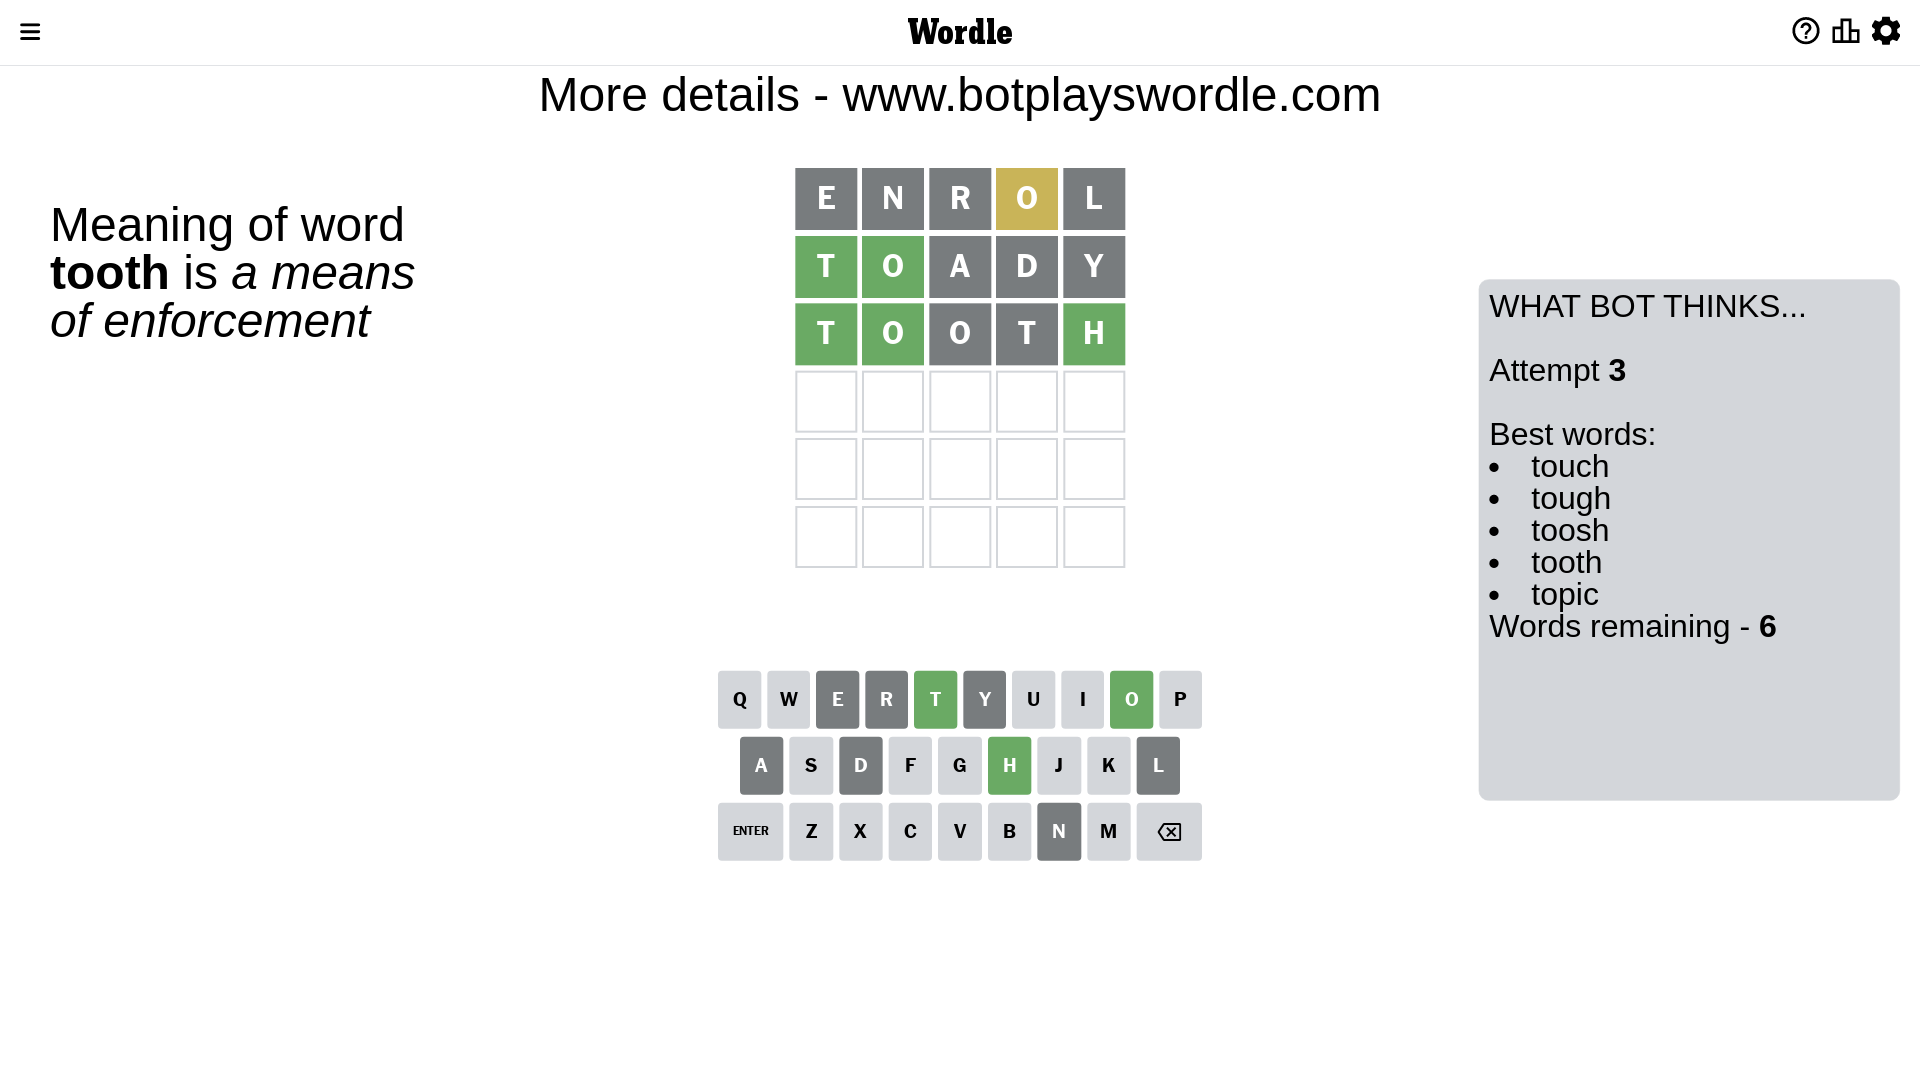 Wordle
More details - www.botplayswordle.com
Meaning of word
tooth is a means
of enforcement
E N R O L
T O A D Y
T O O T H
WHAT BOT THINKS...
Attempt 3
Best words:
• touch
• tough
• toosh
• tooth
• topic
Words remaining - 6
Q W E R T Y U I O P
A S D F G H J K L
ENTER Z X C V B N M